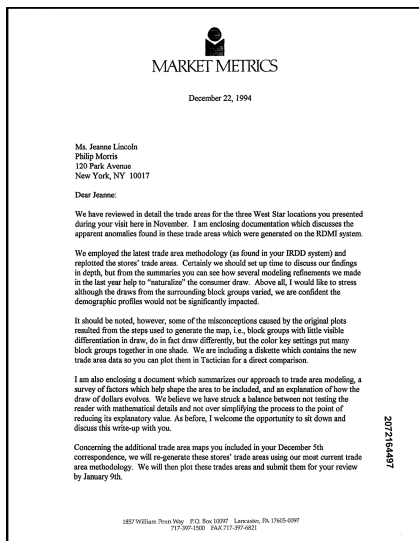 MARKET METRICS
December 22, 1994
Ms. Jeanne Lincoln
Philip Morris
120 Park Avenue
New York, NY 10017
Dear Jeanne:
We have reviewed in detail the trade areas for the three West Star locations you presented
during your visit here in November. I am enclosing documentation which discusses the
apparent anomalies found in these trade areas which were generated on the RDMI system.
We employed the latest trade area methodology (as found in your IRDD system) and
replotted the stores' trade areas. Certainly we should set up time to discuss our findings
in depth, but from the summaries you can see how several modeling refinements we made
in the last year help to "naturalize" the consumer draw. Above all, I would like to stress
although the draws from the surrounding block groups varied, we are confident the
demographic profiles would not be significantly impacted.
It should be noted, however, some of the misconceptions caused by the original plots
resulted from the steps used to generate the map, i.e., block groups with little visible
differentiation in draw, do in fact draw differently, but the color key settings put many
block groups together in one shade. We are including a diskette which contains the new
trade area data so you can plot them in Tactician for a direct comparison.
I am also enclosing a document which summarizes our approach to trade area modeling, a
survey of factors which help shape the area to be included, and an explanation of how the
draw of dollars evolves. We believe we have struck a balance between not testing the
reader with mathematical details and not over simplifying the process to the point of
reducing its explanatory value. As before, I welcome the opportunity to sit down and
discuss this write-up with you.
Concerning the additional trade area maps you included in your December 5th
correspondence, we will re-generate these stores' trade areas using our most current trade
area methodology. We will then plot these trades areas and submit them for your review
by January 9th.
2072164497
1857 William Penn Way P.O. Box 10097 Lancaster, PA 17605-0097
717-397-1500 FAX 717-397-6821